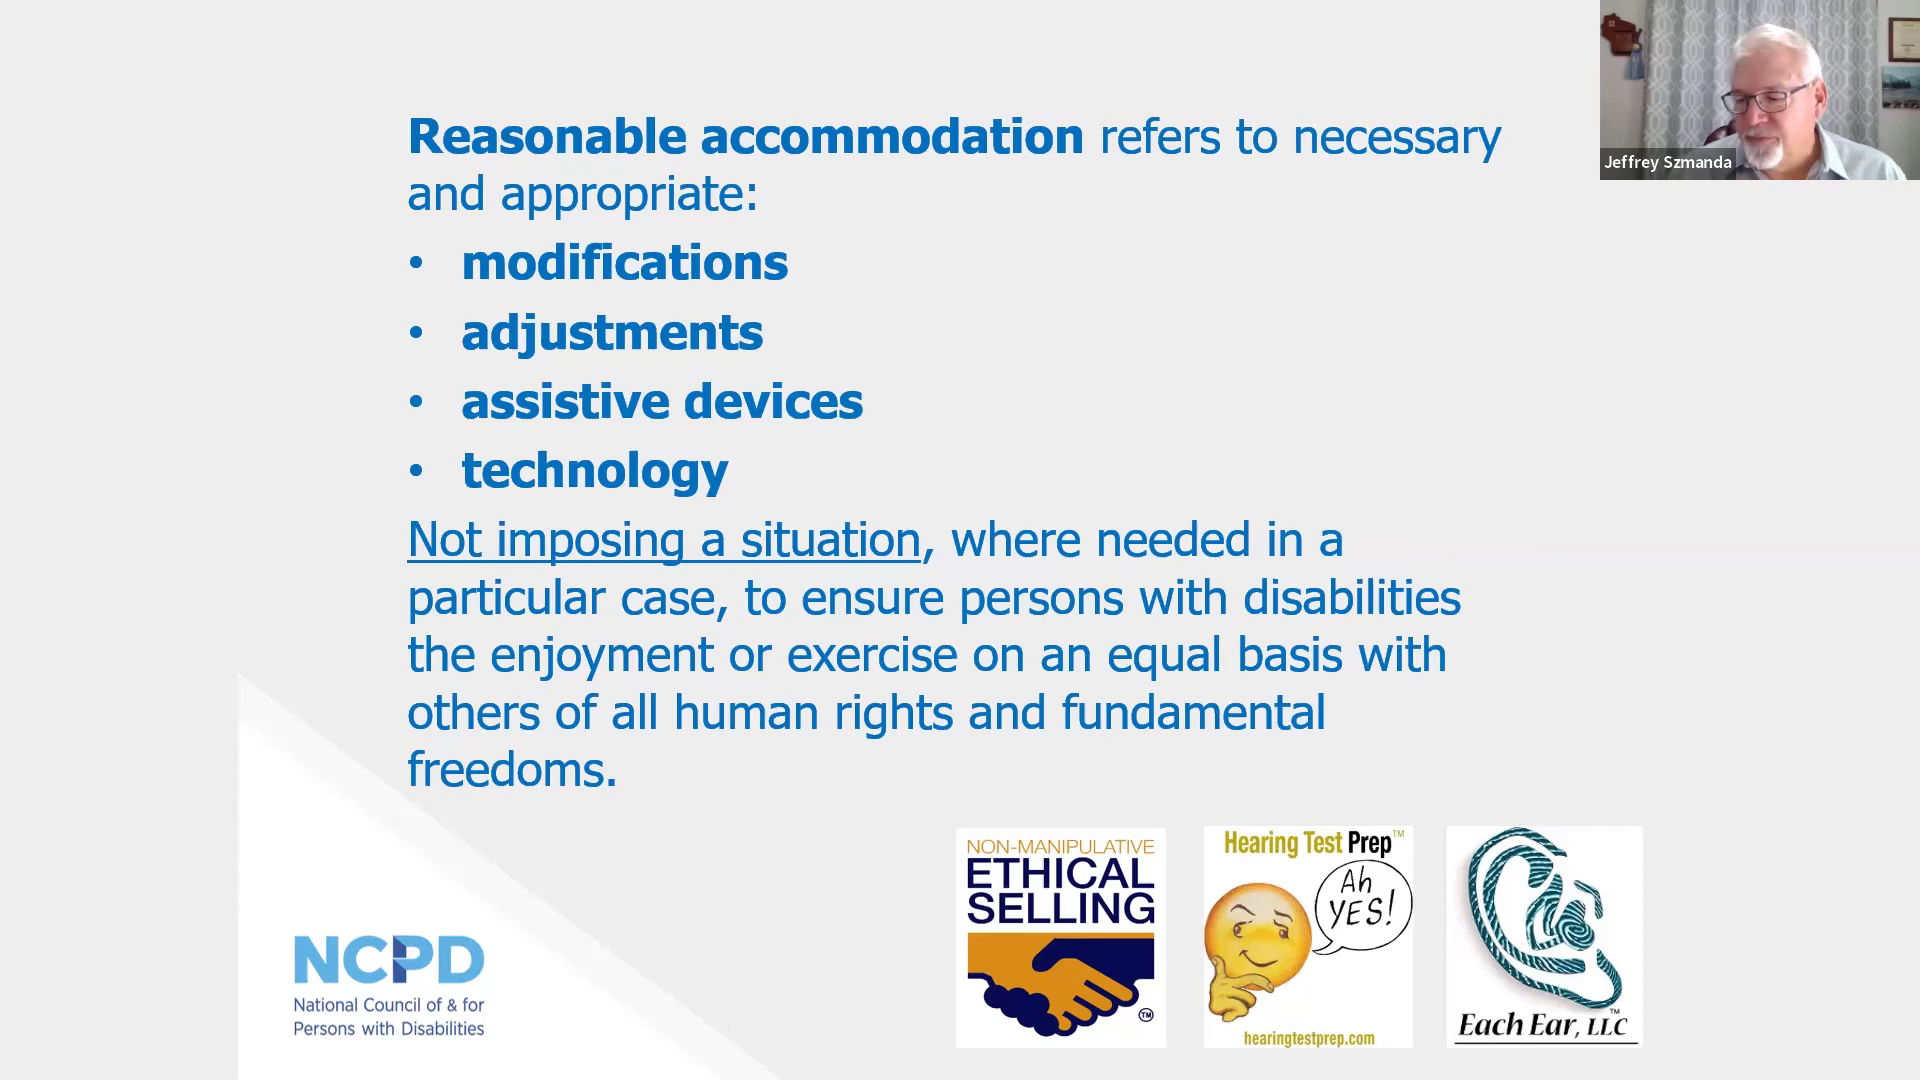 Reasonable accommodation refers to necessary
and appropriate:
• modifications
• adjustments
• assistive devices
• technology
Not imposing a situation, where needed in a
particular case, to ensure persons with disabilities
the enjoyment or exercise on an equal basis with
others of all human rights and fundamental
freedoms.
Jeffrey Szmanda
NCPD
National Council of & for
Persons with Disabilities
NON-MANIPULATIVE
ETHICAL
SELLING
TM
Hearing Test Prep™
Ah
YES!
hearingtestprep.com
Each Ear, LLC™